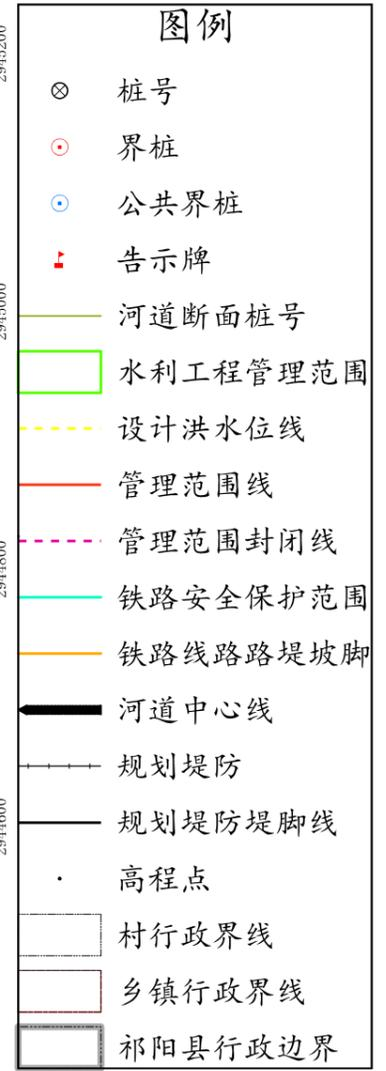 图例
桩号
界桩
公共界桩
告示牌
河道断面桩号
水利工程管理范围
设计洪水位线
管理范围线
管理范围封闭线
铁路安全保护范围
铁路线路路堤坡脚
河道中心线
规划堤防
规划堤防堤脚线
高程点
村行政界线
乡镇行政界线
祁阳县行政边界
2945200
2945000
2944800
2944600